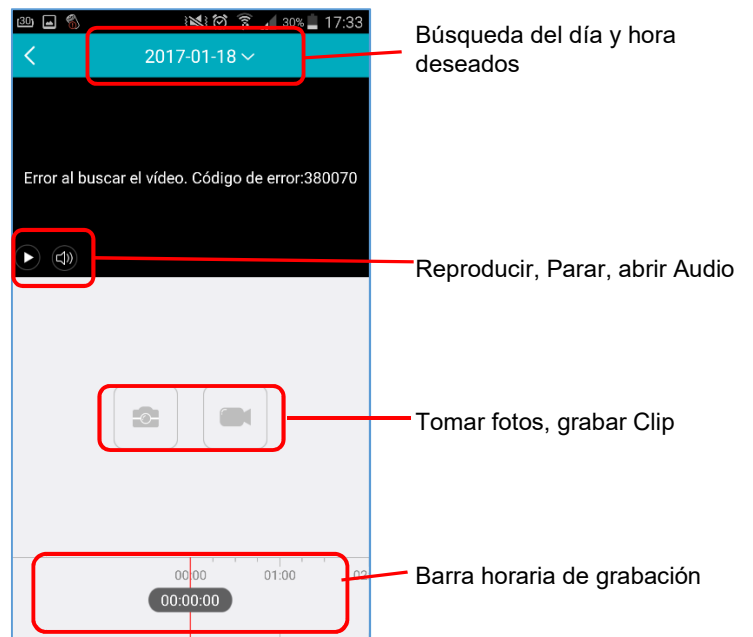 30 30% 17:33
2017-01-18
Búsqueda del día y hora
deseados
Error al buscar el vídeo. Código de error:380070
Reproducir, Parar, abrir Audio
Tomar fotos, grabar Clip
00:00 01:00
00:00:00
Barra horaria de grabación